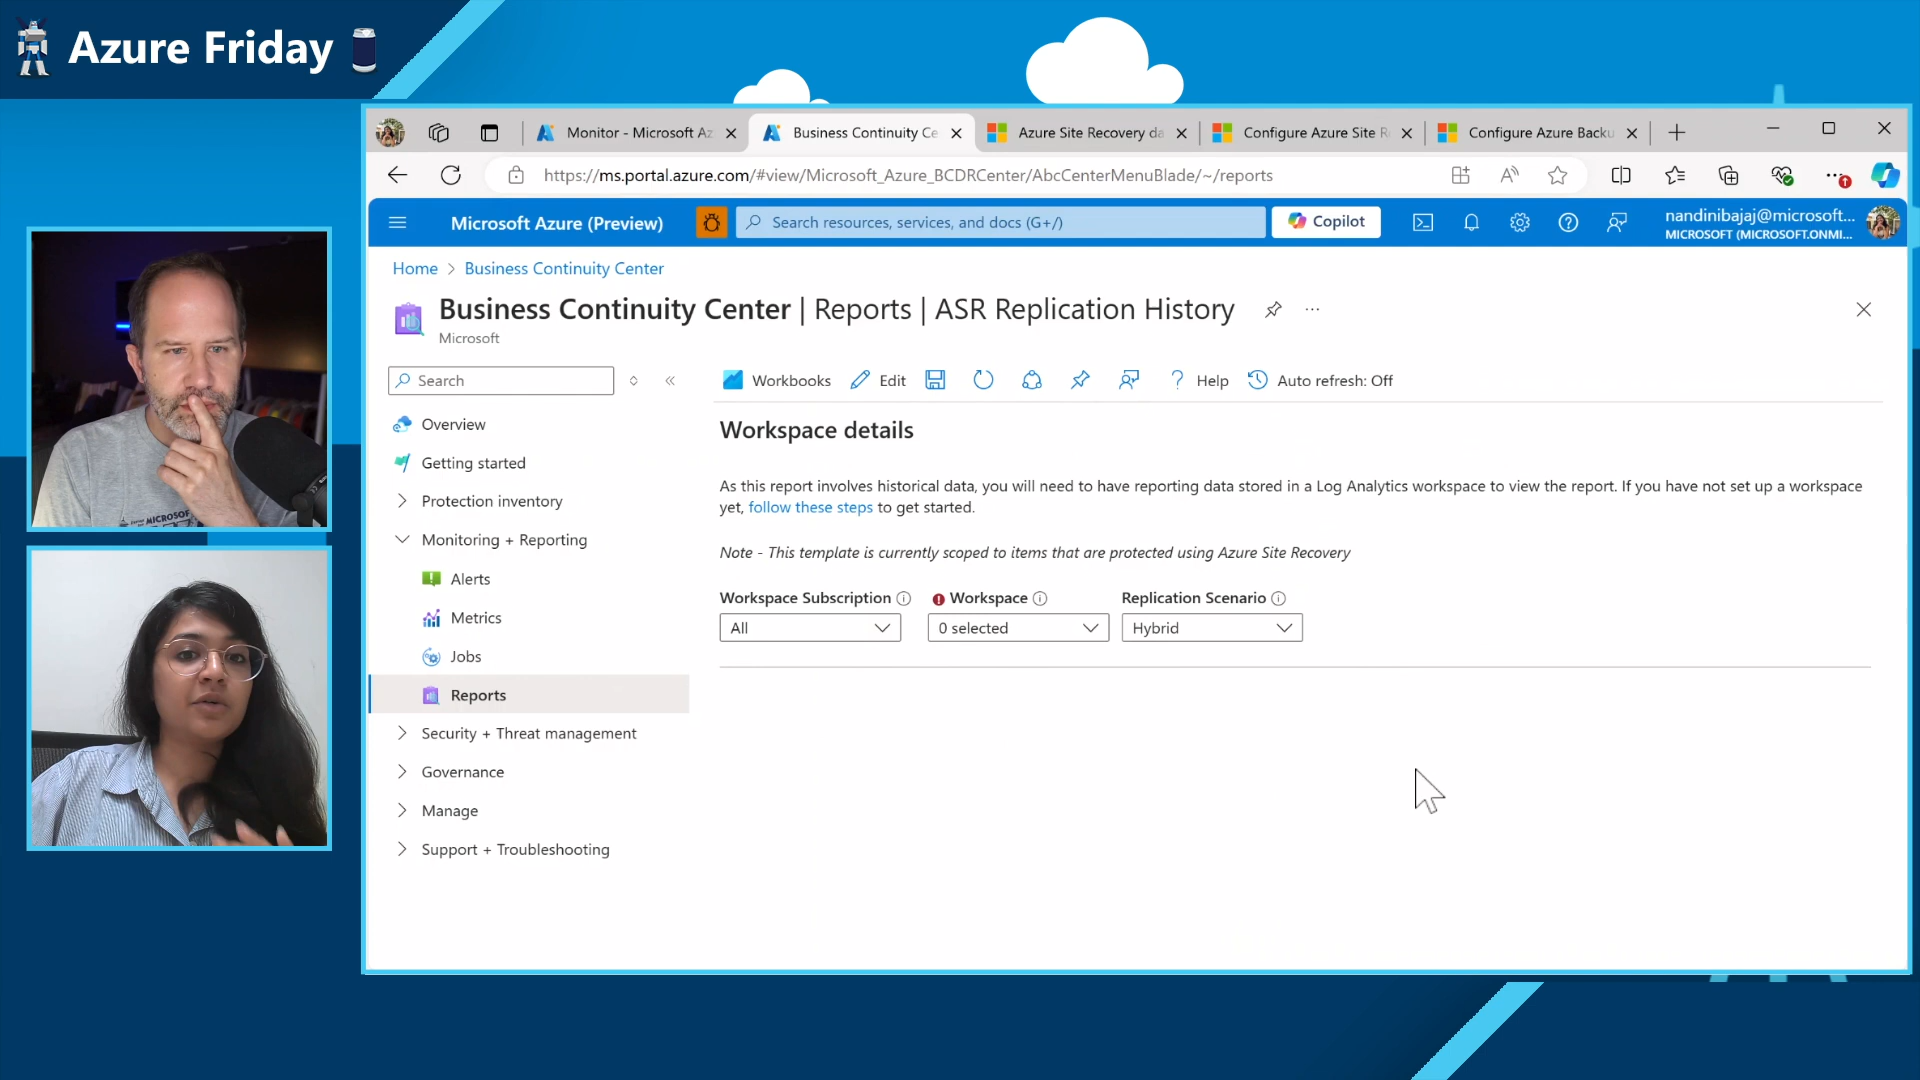 Azure Friday
Monitor - Microsoft Az
Business Continuity Ce
Azure Site Recovery da
Configure Azure Site R
Configure Azure Backu
https://ms.portal.azure.com/#view/Microsoft_Azure_BCDRCenter/AbcCenterMenuBlade/~/reports
Microsoft Azure (Preview)
Search resources, services, and docs (G+/)
Copilot
nandinibajaj@microsoft...
MICROSOFT (MICROSOFT.ONMI...
Home > Business Continuity Center
Business Continuity Center | Reports | ASR Replication History
Microsoft
Search
Workbooks
Edit
Help
Auto refresh: Off
Overview
Getting started
Protection inventory
Monitoring + Reporting
Alerts
Metrics
Jobs
Reports
Security + Threat management
Governance
Manage
Support + Troubleshooting
Workspace details
As this report involves historical data, you will need to have reporting data stored in a Log Analytics workspace to view the report. If you have not set up a workspace
yet, follow these steps to get started.
Note - This template is currently scoped to items that are protected using Azure Site Recovery
Workspace Subscription
Workspace
Replication Scenario
All
0 selected
Hybrid
MICROSOFT